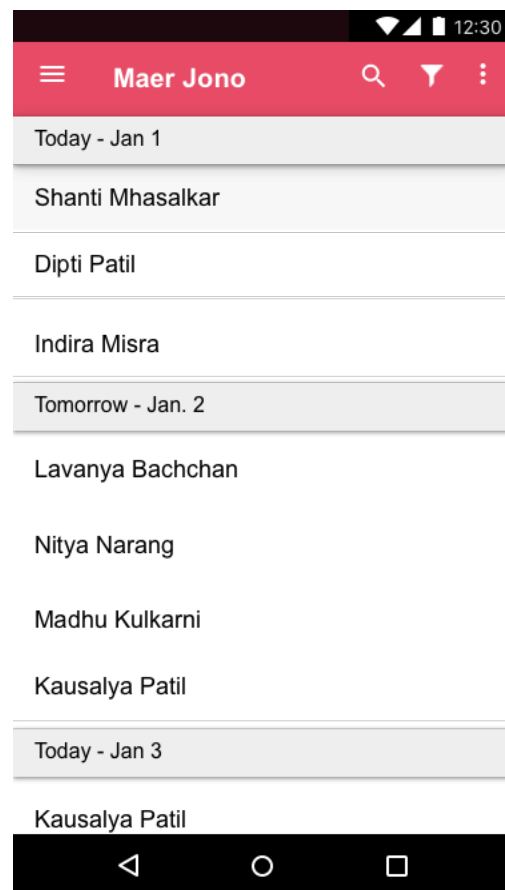 12:30
Maer Jono
Today - Jan 1
Shanti Mhasalkar
Dipti Patil
Indira Misra
Tomorrow - Jan. 2
Lavanya Bachchan
Nitya Narang
Madhu Kulkarni
Kausalya Patil
Today - Jan 3
Kausalya Patil